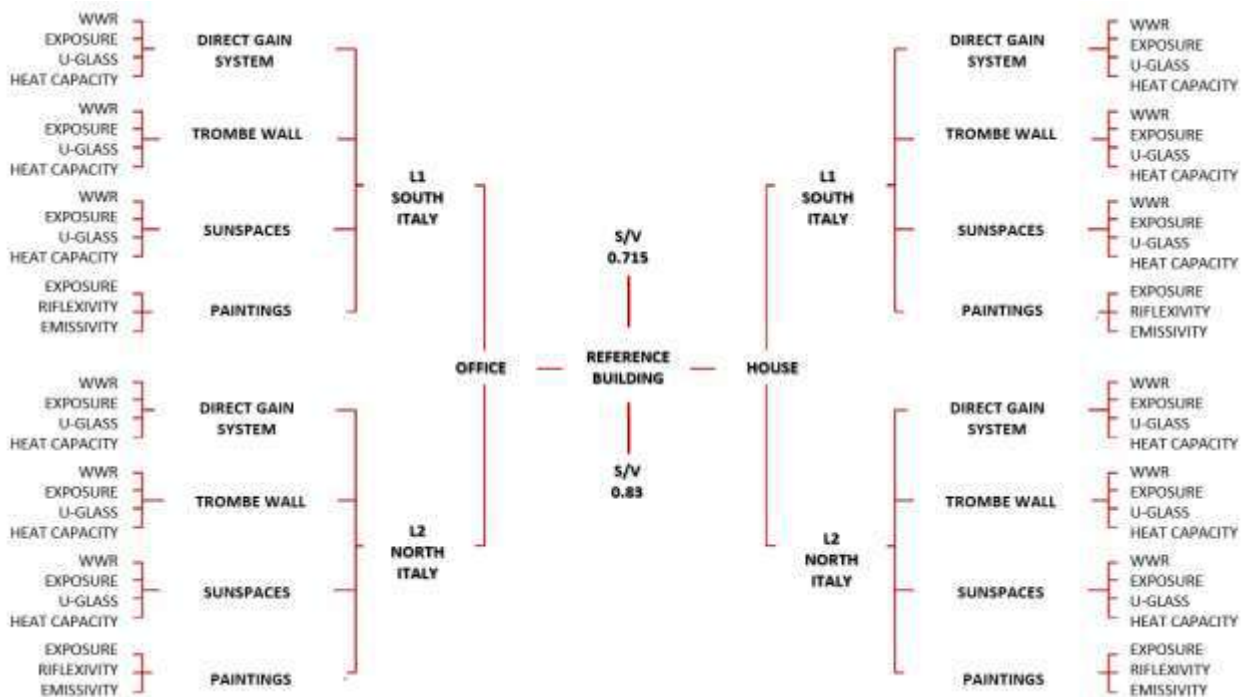 WWR
EXPOSURE
U-GLASS
HEAT CAPACITY
DIRECT GAIN
SYSTEM
WWR
EXPOSURE
U-GLASS
HEAT CAPACITY
TROMBE WALL
WWR
EXPOSURE
U-GLASS
HEAT CAPACITY
SUNSPACES
EXPOSURE
RIFLEXIVITY
EMISSIVITY
PAINTINGS
L1
SOUTH
ITALY
WWR
EXPOSURE
U-GLASS
HEAT CAPACITY
DIRECT GAIN
SYSTEM
WWR
EXPOSURE
U-GLASS
HEAT CAPACITY
TROMBE WALL
WWR
EXPOSURE
U-GLASS
HEAT CAPACITY
SUNSPACES
EXPOSURE
RIFLEXIVITY
EMISSIVITY
PAINTINGS
L2
NORTH
ITALY
OFFICE
S/V
0.715
REFERENCE
BUILDING
S/V
0.83
HOUSE
L1
SOUTH
ITALY
DIRECT GAIN
SYSTEM
WWR
EXPOSURE
U-GLASS
HEAT CAPACITY
TROMBE WALL
WWR
EXPOSURE
U-GLASS
HEAT CAPACITY
SUNSPACES
WWR
EXPOSURE
U-GLASS
HEAT CAPACITY
PAINTINGS
EXPOSURE
RIFLEXIVITY
EMISSIVITY
L2
NORTH
ITALY
DIRECT GAIN
SYSTEM
WWR
EXPOSURE
U-GLASS
HEAT CAPACITY
TROMBE WALL
WWR
EXPOSURE
U-GLASS
HEAT CAPACITY
SUNSPACES
WWR
EXPOSURE
U-GLASS
HEAT CAPACITY
PAINTINGS
EXPOSURE
RIFLEXIVITY
EMISSIVITY